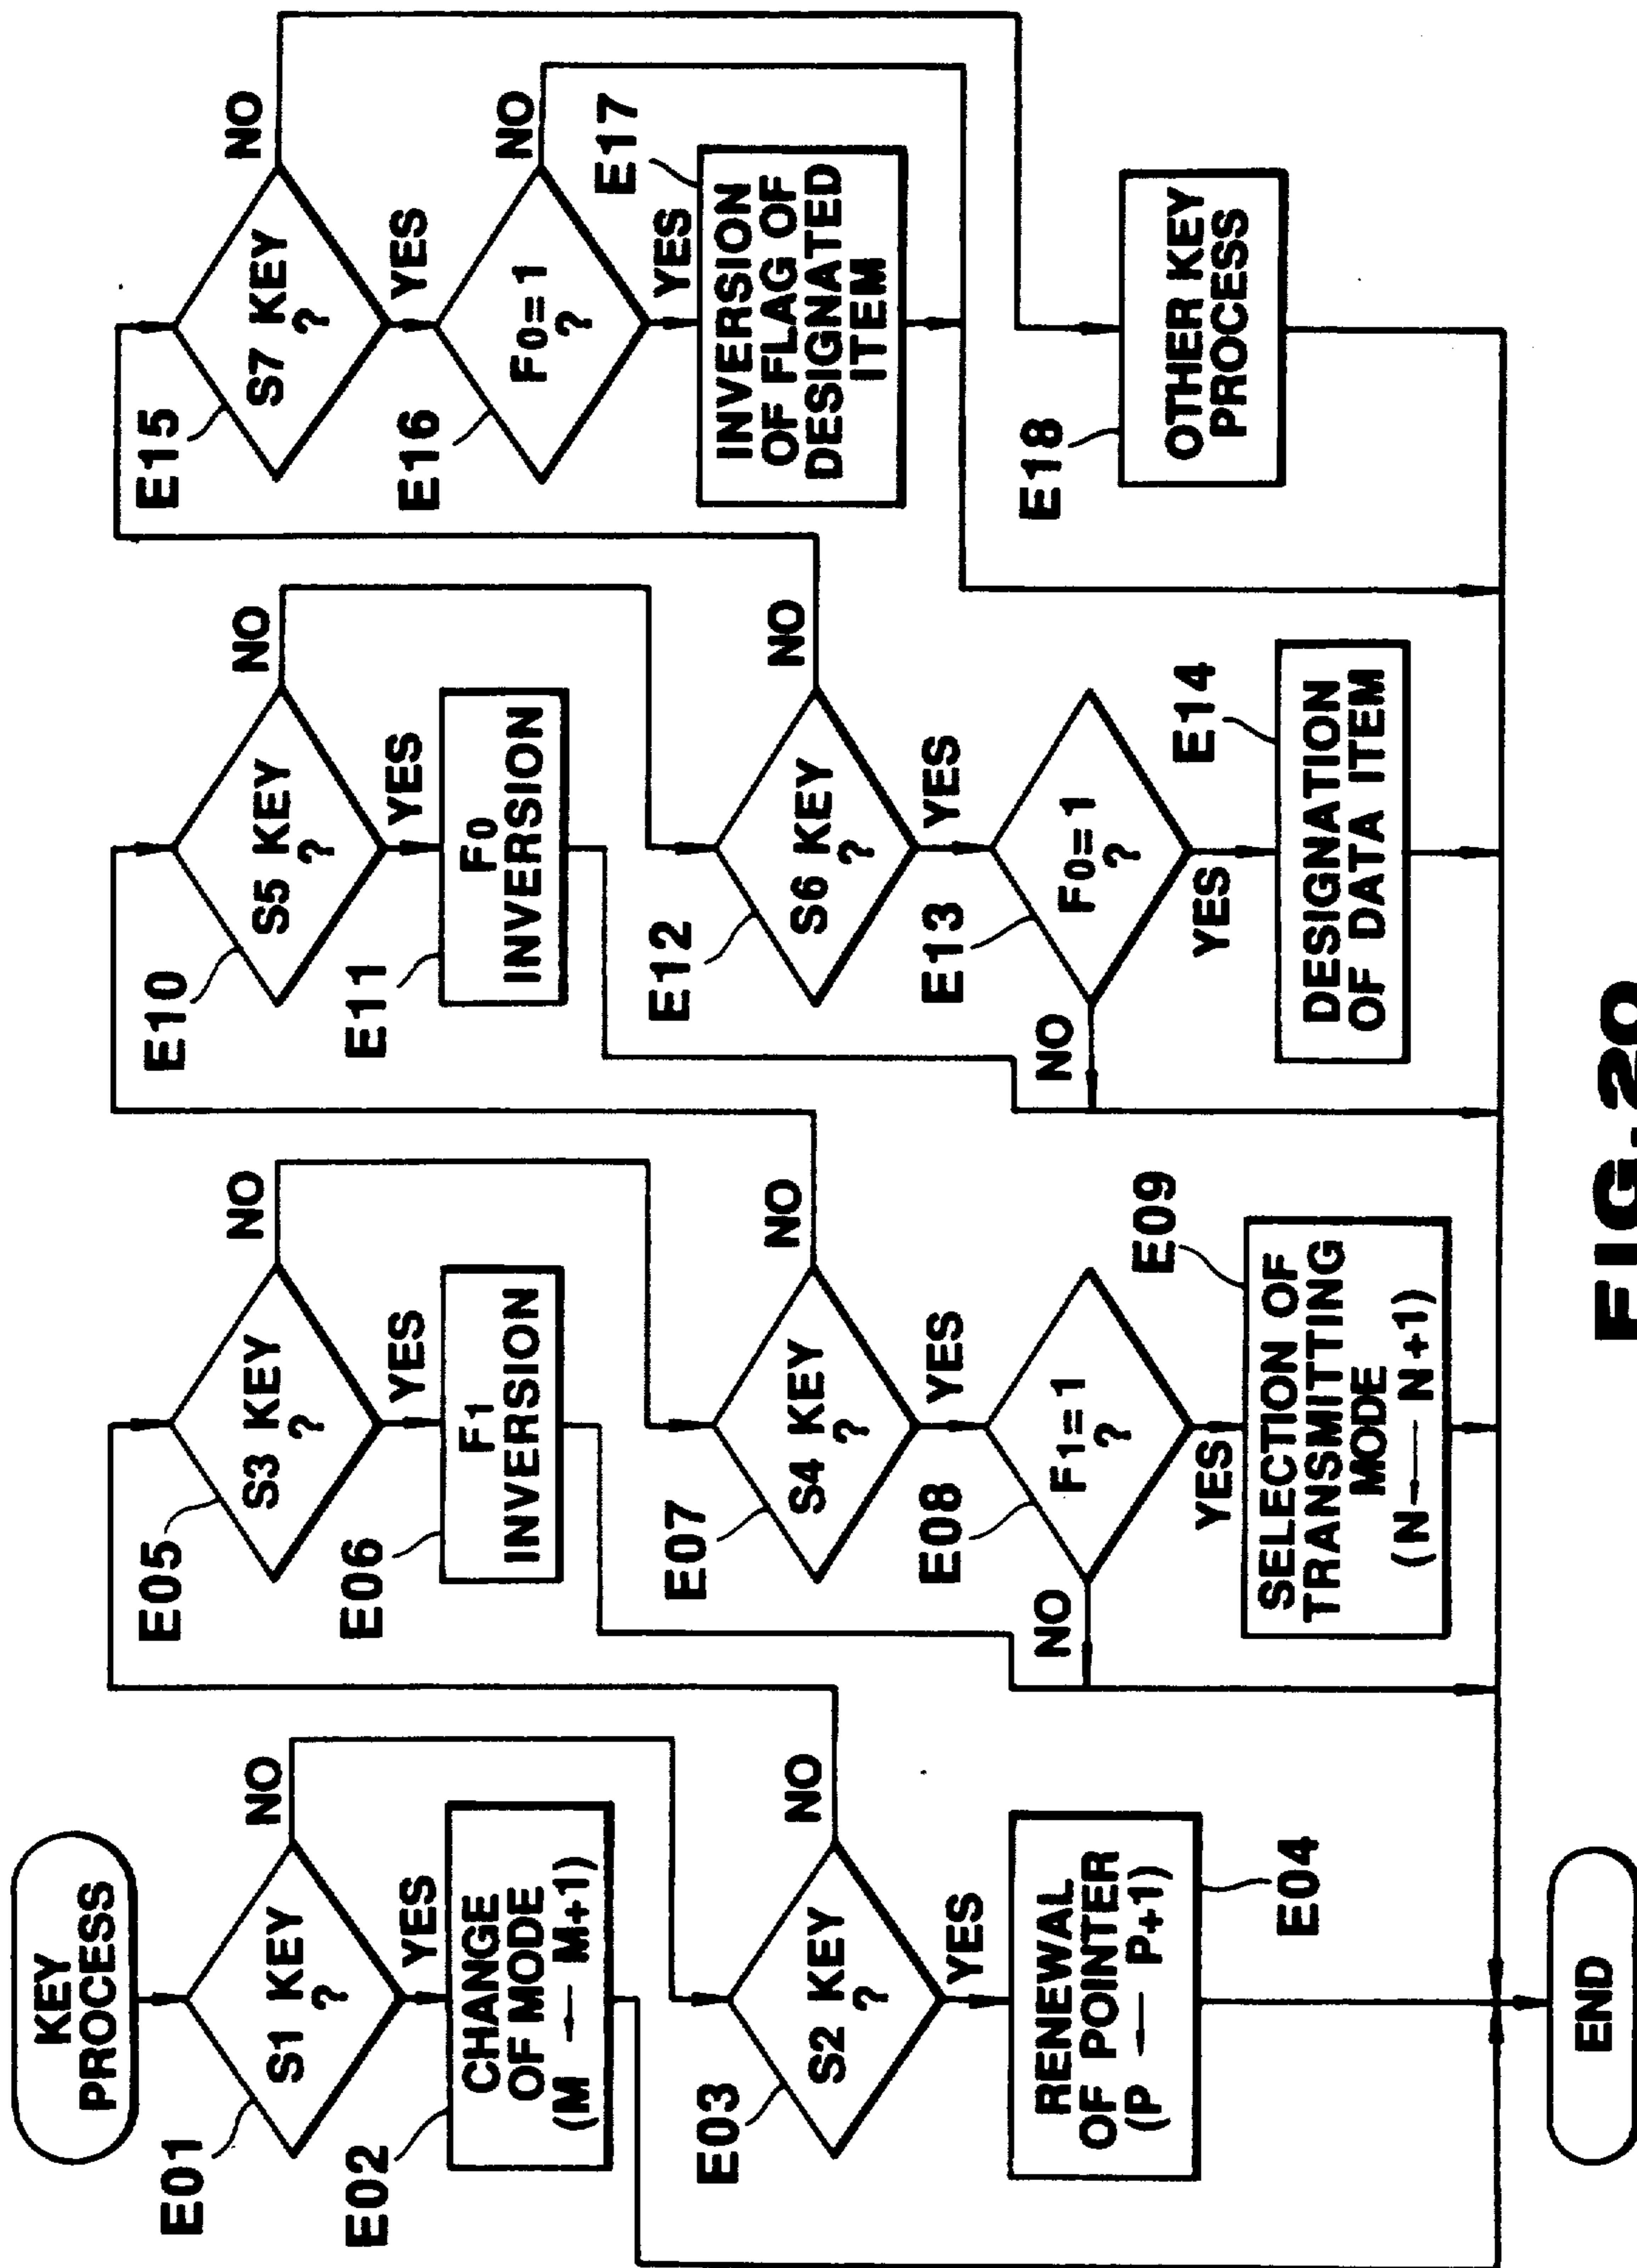 KEY
PROCESS
E01
S1 KEY
?
NO
YES
E02
CHANGE
OF MODE
(M ← M+1)
E03
S2 KEY
?
NO
YES
RENEWAL
OF POINTER
(P ← P+1)
E04
END
E05
S3 KEY
?
NO
YES
E06
F1
INVERSION
E07
S4 KEY
?
NO
YES
E08
F1=1
?
NO
YES
E09
SELECTION OF
TRANSMITTING
MODE
(N ← N+1)
E10
S5 KEY
?
NO
YES
E11
F0
INVERSION
E12
S6 KEY
?
NO
YES
E13
F0=1
?
NO
YES
E14
DESIGNATION
OF DATA ITEM
E15
S7 KEY
?
NO
YES
E16
F0=1
?
NO
YES
E17
INVERSION
OF FLAG OF
DESIGNATED
ITEM
E18
OTHER KEY
PROCESS
FIG.20